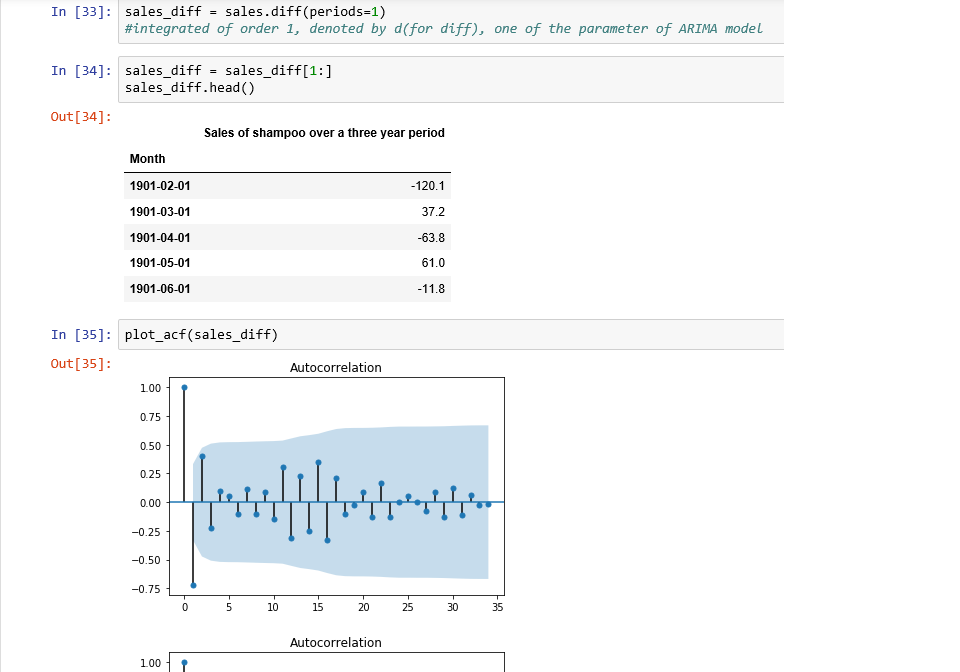 In [33]: sales_diff = sales.diff(periods=1)
#integrated of order 1, denoted by d(for diff), one of the parameter of ARIMA model
In [34]: sales_diff = sales_diff[1:]
sales_diff.head()
Out[34]:
Sales of shampoo over a three year period
Month
1901-02-01 -120.1
1901-03-01 37.2
1901-04-01 -63.8
1901-05-01 61.0
1901-06-01 -11.8
In [35]: plot_acf(sales_diff)
Out[35]:
Autocorrelation
1.00
0.75
0.50
0.25
0.00
−0.25
−0.50
−0.75
0 5 10 15 20 25 30 35
Autocorrelation
1.00